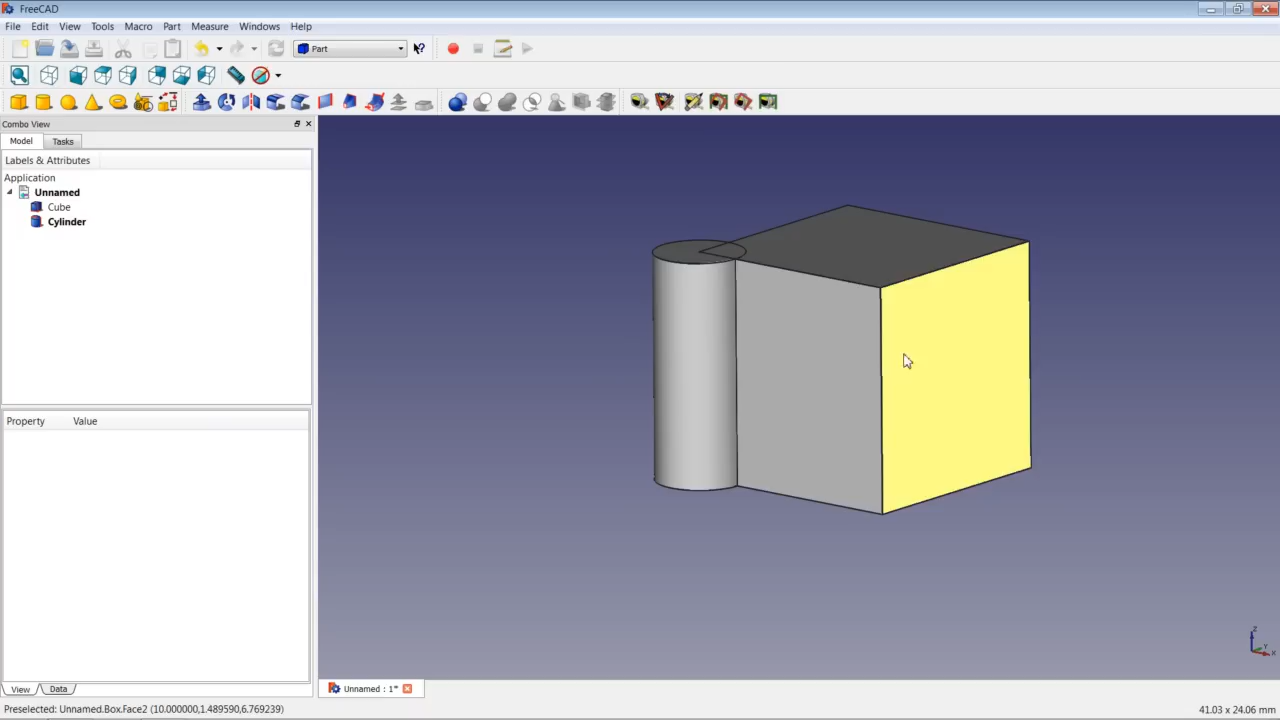 FreeCAD
File Edit View Tools Macro Part Measure Windows Help
Part
Combo View
Model Tasks
Labels & Attributes
Application
Unnamed
Cube
Cylinder
Property Value
View Data
Unnamed : 1*
Z
Y
X
Preselected: Unnamed.Box.Face2 (10.000000,1.489590,6.769239)
41.03 x 24.06 mm